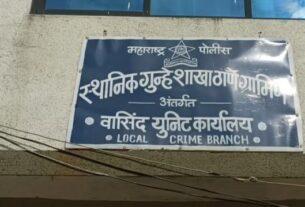 महाराष्ट्र पोलीस
स्थानिक गुन्हे शाखा ठाणे ग्रामिण
अंतर्गत
• वासिंद युनिट कार्यालय •
• LOCAL CRIME BRANCH •